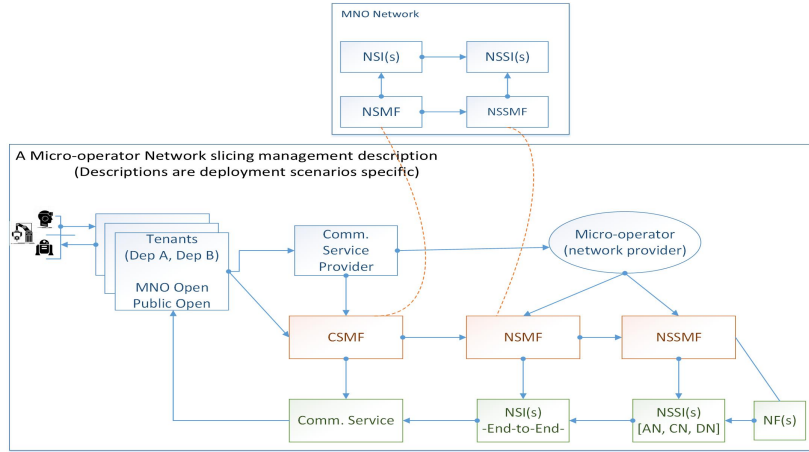 MNO Network
NSI(s)
NSSI(s)
NSMF
NSSMF
A Micro-operator Network slicing management description
(Descriptions are deployment scenarios specific)
Tenants
(Dep A, Dep B)
MNO Open
Public Open
Comm.
Service
Provider
Micro-operator
(network provider)
CSMF
NSMF
NSSMF
Comm. Service
NSI(s)
-End-to-End-
NSSI(s)
[AN, CN, DN]
NF(s)